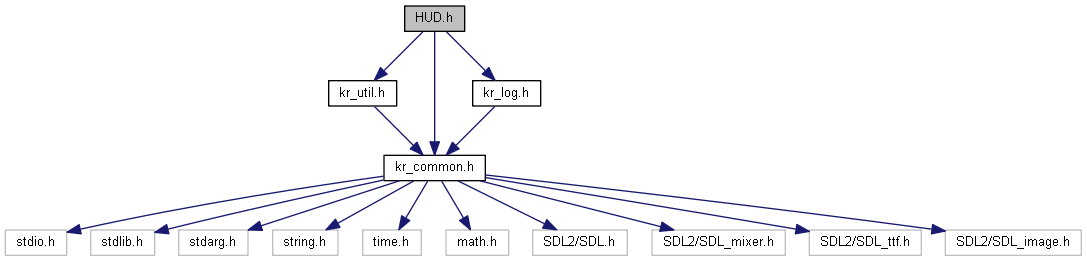 HUD.h
kr_util.h
kr_log.h
kr_common.h
stdio.h
stdlib.h
stdarg.h
string.h
time.h
math.h
SDL2/SDL.h
SDL2/SDL_mixer.h
SDL2/SDL_ttf.h
SDL2/SDL_image.h